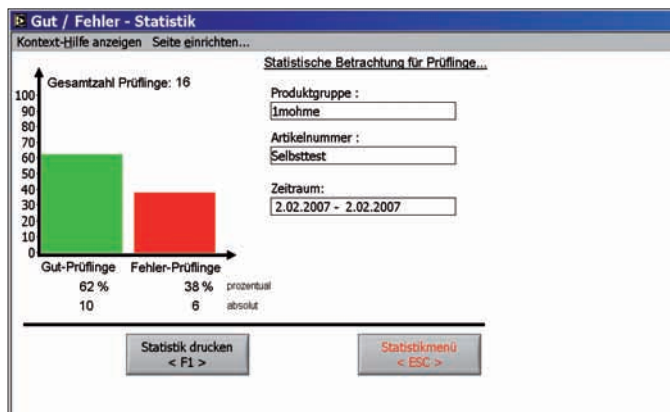 Gut / Fehler - Statistik
Kontext-Hilfe anzeigen Seite einrichten...
Gesamtzahl Prüflinge: 16
100
90
80
70
60
50
40
30
20
10
0
Gut-Prüflinge Fehler-Prüflinge
62 % 38 % prozentual
10 6 absolut
Statistische Betrachtung für Prüflinge...
Produktgruppe :
1mohme
Artikelnummer :
Selbsttest
Zeitraum:
2.02.2007 - 2.02.2007
Statistik drucken
< F1 >
Statistikmenü
< ESC >